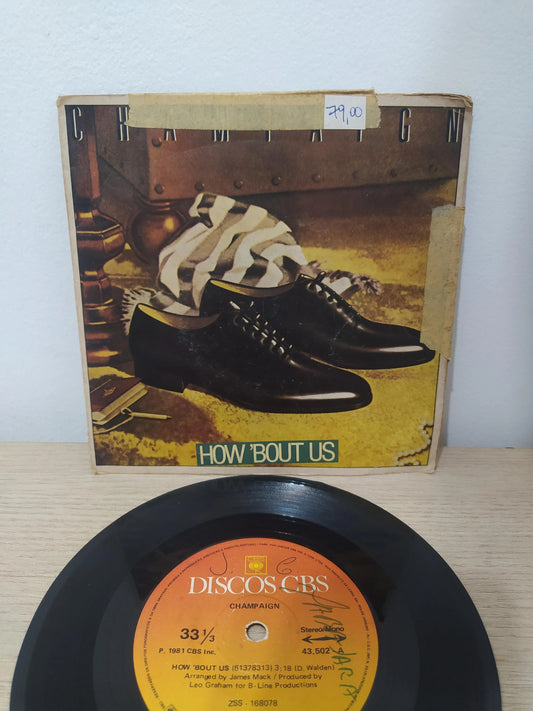 CHAMPAIGN
79,00
HOW 'BOUT US
J. C
CBS
DISCOS CBS
CHAMPAIGN
33 1/3
Stereo/Mono
P. 1981 CBS Inc.
43.502 A
HOW 'BOUT US (51378313) 3:18 (D. Walden)
Arranged by James Mack / Produced by
Leo Graham for B-Line Productions
ZSS - 168078